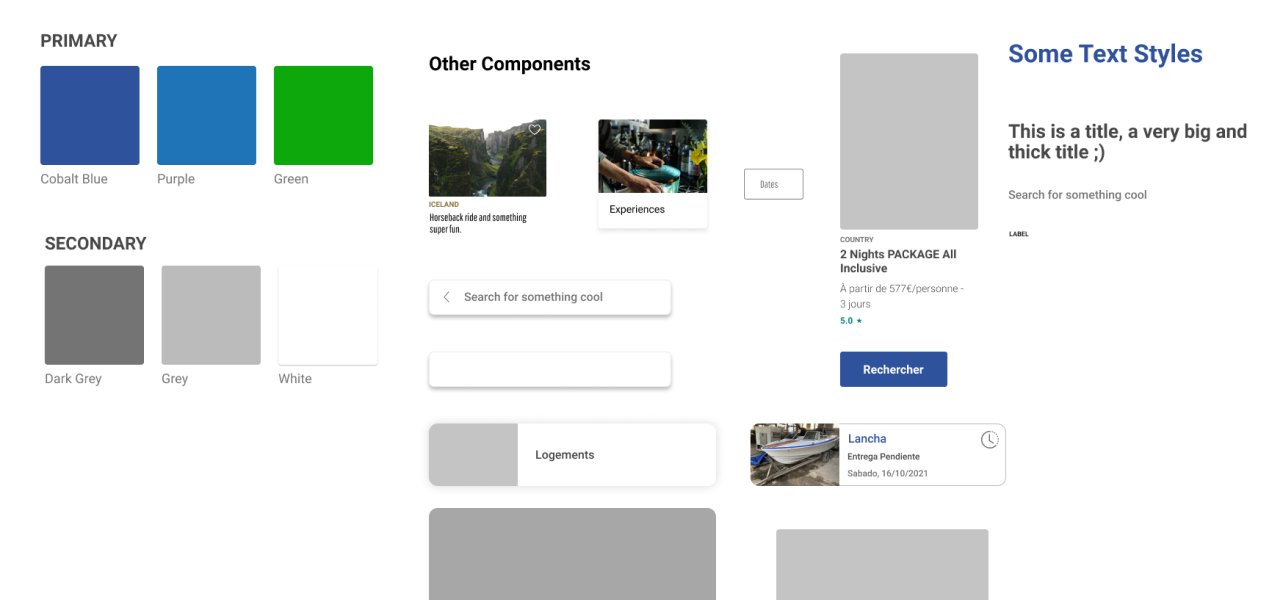 PRIMARY
Cobalt Blue
Purple
Green
SECONDARY
Dark Grey
Grey
White
Other Components
ICELAND
Horseback ride and something
super fun.
Experiences
Dates
Search for something cool
Logements
COUNTRY
2 Nights PACKAGE All
Inclusive
À partir de 577€/personne -
3 jours
5.0 ★
Rechercher
Lancha
Entrega Pendiente
Sabado, 16/10/2021
Some Text Styles
This is a title, a very big and
thick title ;)
Search for something cool
LABEL